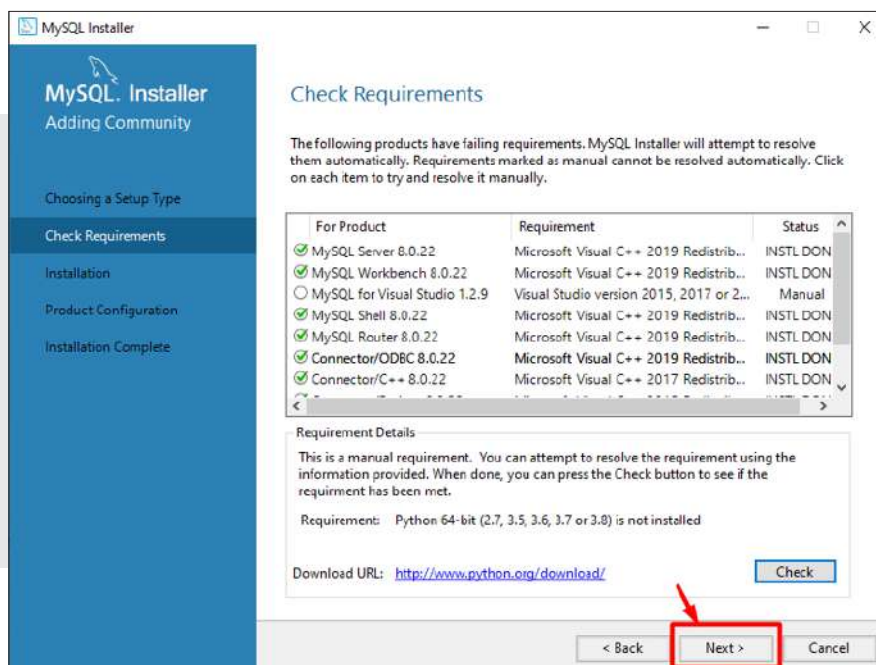 MySQL Installer
MySQL. Installer
Adding Community
Choosing a Setup Type
Check Requirements
Installation
Product Configuration
Installation Complete
Check Requirements
The following products have failing requirements. MySQL Installer will attempt to resolve
them automatically. Requirements marked as manual cannot be resolved automatically. Click
on each item to try and resolve it manually.
For Product Requirement Status
MySQL Server 8.0.22 Microsoft Visual C++ 2019 Redistrib... INSTL DON
MySQL Workbench 8.0.22 Microsoft Visual C++ 2019 Redistrib... INSTL DON
MySQL for Visual Studio 1.2.9 Visual Studio version 2015, 2017 or 2... Manual
MySQL Shell 8.0.22 Microsoft Visual C++ 2019 Redistrib... INSTL DON
MySQL Router 8.0.22 Microsoft Visual C++ 2019 Redistrib... INSTL DON
Connector/ODBC 8.0.22 Microsoft Visual C++ 2019 Redistrib... INSTL DON
Connector/C++ 8.0.22 Microsoft Visual C++ 2017 Redistrib... INSTL DON
Requirement Details
This is a manual requirement. You can attempt to resolve the requirement using the
information provided. When done, you can press the Check button to see if the
requirment has been met.
Requirement: Python 64-bit (2.7, 3.5, 3.6, 3.7 or 3.8) is not installed
Download URL: http://www.python.org/download/ Check
< Back Next > Cancel